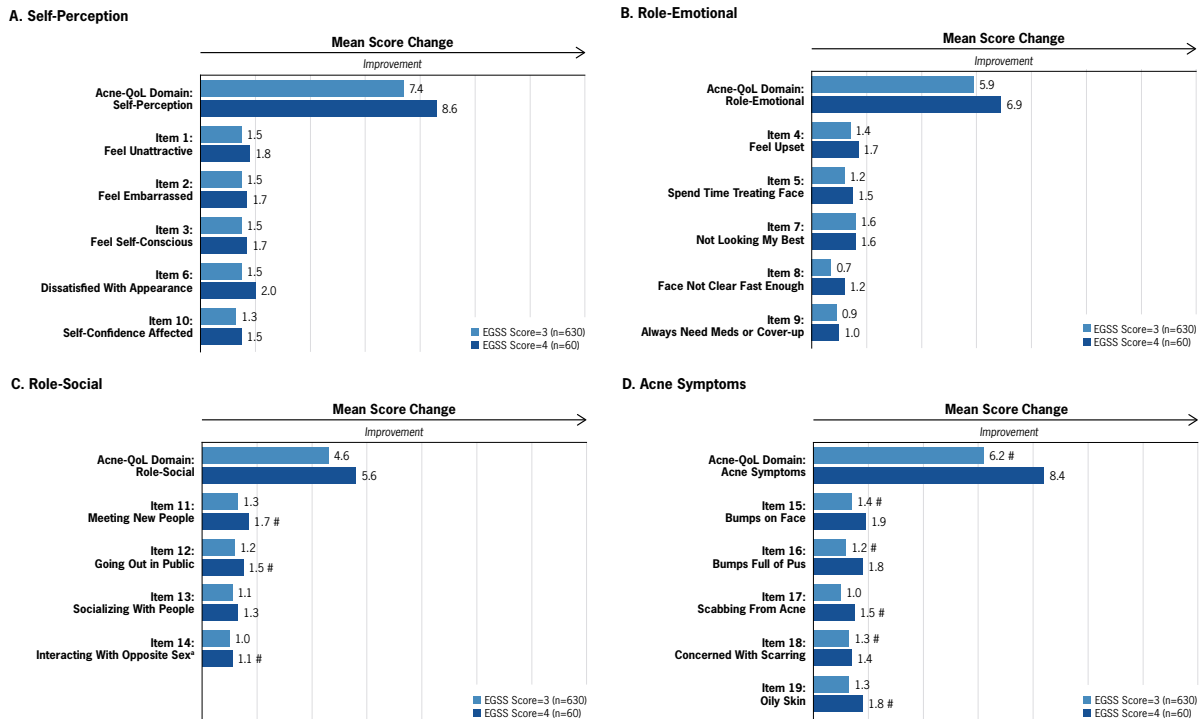 A. Self-Perception
Mean Score Change
Improvement
Acne-QoL Domain:
Self-Perception
7.4
8.6
Item 1:
Feel Unattractive
1.5
1.8
Item 2:
Feel Embarrassed
1.5
1.7
Item 3:
Feel Self-Conscious
1.5
1.7
Item 6:
Dissatisfied With Appearance
1.5
2.0
Item 10:
Self-Confidence Affected
1.3
1.5
EGSS Score=3 (n=630)
EGSS Score=4 (n=60)
B. Role-Emotional
Mean Score Change
Improvement
Acne-QoL Domain:
Role-Emotional
5.9
6.9
Item 4:
Feel Upset
1.4
1.7
Item 5:
Spend Time Treating Face
1.2
1.5
Item 7:
Not Looking My Best
1.6
1.6
Item 8:
Face Not Clear Fast Enough
0.7
1.2
Item 9:
Always Need Meds or Cover-up
0.9
1.0
EGSS Score=3 (n=630)
EGSS Score=4 (n=60)
C. Role-Social
Mean Score Change
Improvement
Acne-QoL Domain:
Role-Social
4.6
5.6
Item 11:
Meeting New People
1.3
1.7 #
Item 12:
Going Out in Public
1.2
1.5 #
Item 13:
Socializing With People
1.1
1.3
Item 14:
Interacting With Opposite Sexª
1.0
1.1 #
EGSS Score=3 (n=630)
EGSS Score=4 (n=60)
D. Acne Symptoms
Mean Score Change
Improvement
Acne-QoL Domain:
Acne Symptoms
6.2 #
8.4
Item 15:
Bumps on Face
1.4 #
1.9
Item 16:
Bumps Full of Pus
1.2 #
1.8
Item 17:
Scabbing From Acne
1.0
1.5 #
Item 18:
Concerned With Scarring
1.3 #
1.4
Item 19:
Oily Skin
1.3
1.8 #
EGSS Score=3 (n=630)
EGSS Score=4 (n=60)